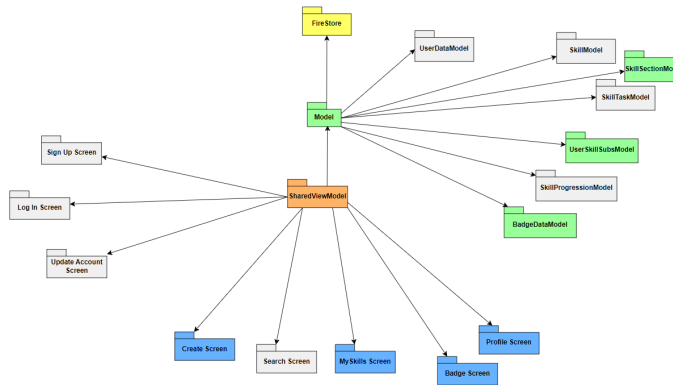 FireStore
UserDataModel
SkillModel
SkillSectionMo
SkillTaskModel
Model
UserSkillSubsModel
Sign Up Screen
SkillProgressionModel
SharedViewModel
Log In Screen
BadgeDataModel
Update Account
Screen
Profile Screen
Create Screen
Search Screen
MySkills Screen
Badge Screen